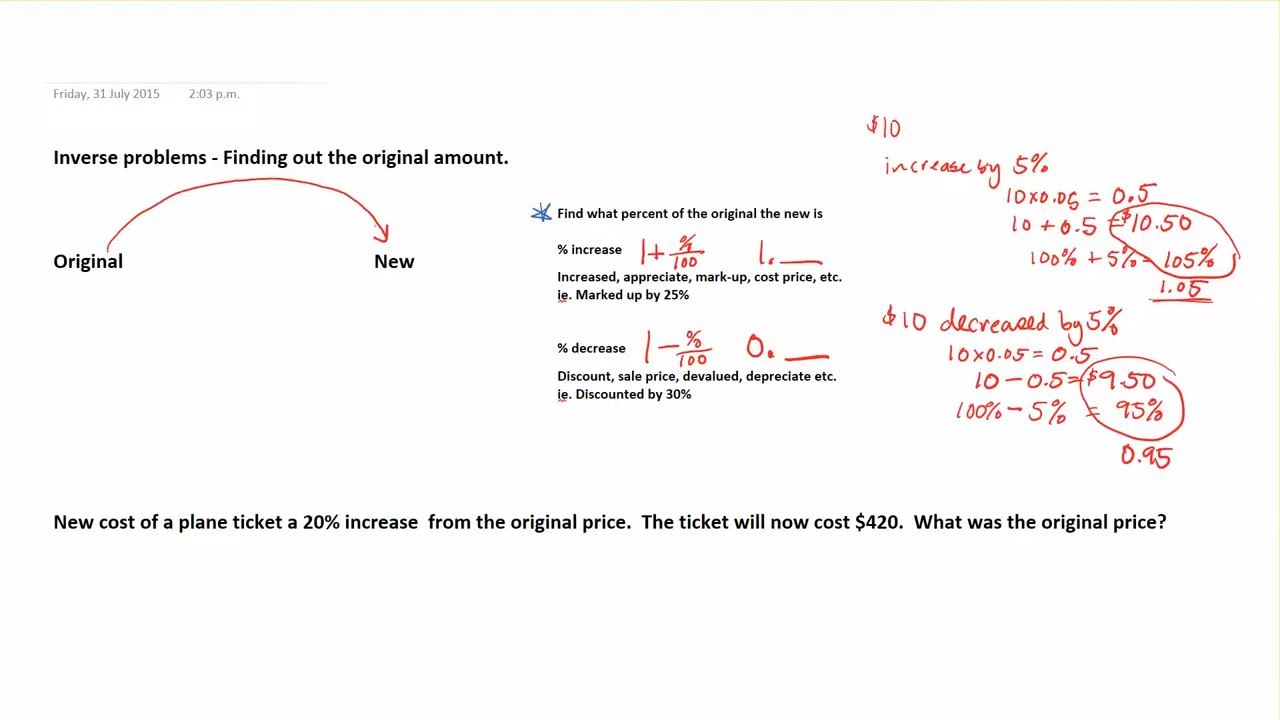 Friday, 31 July 2015 2:03 p.m.
Inverse problems - Finding out the original amount.
Original New
Find what percent of the original the new is
% increase 1 + %/100 1.__
Increased, appreciate, mark-up, cost price, etc.
ie. Marked up by 25%
% decrease 1 - %/100 0.__
Discount, sale price, devalued, depreciate etc.
ie. Discounted by 30%
$10
increase by 5%
10 x 0.05 = 0.5
10 + 0.5 = $10.50
100% + 5% = 105%
1.05
$10 decreased by 5%
10 x 0.05 = 0.5
10 - 0.5 = $9.50
100% - 5% = 95%
0.95
New cost of a plane ticket a 20% increase from the original price. The ticket will now cost $420. What was the original price?